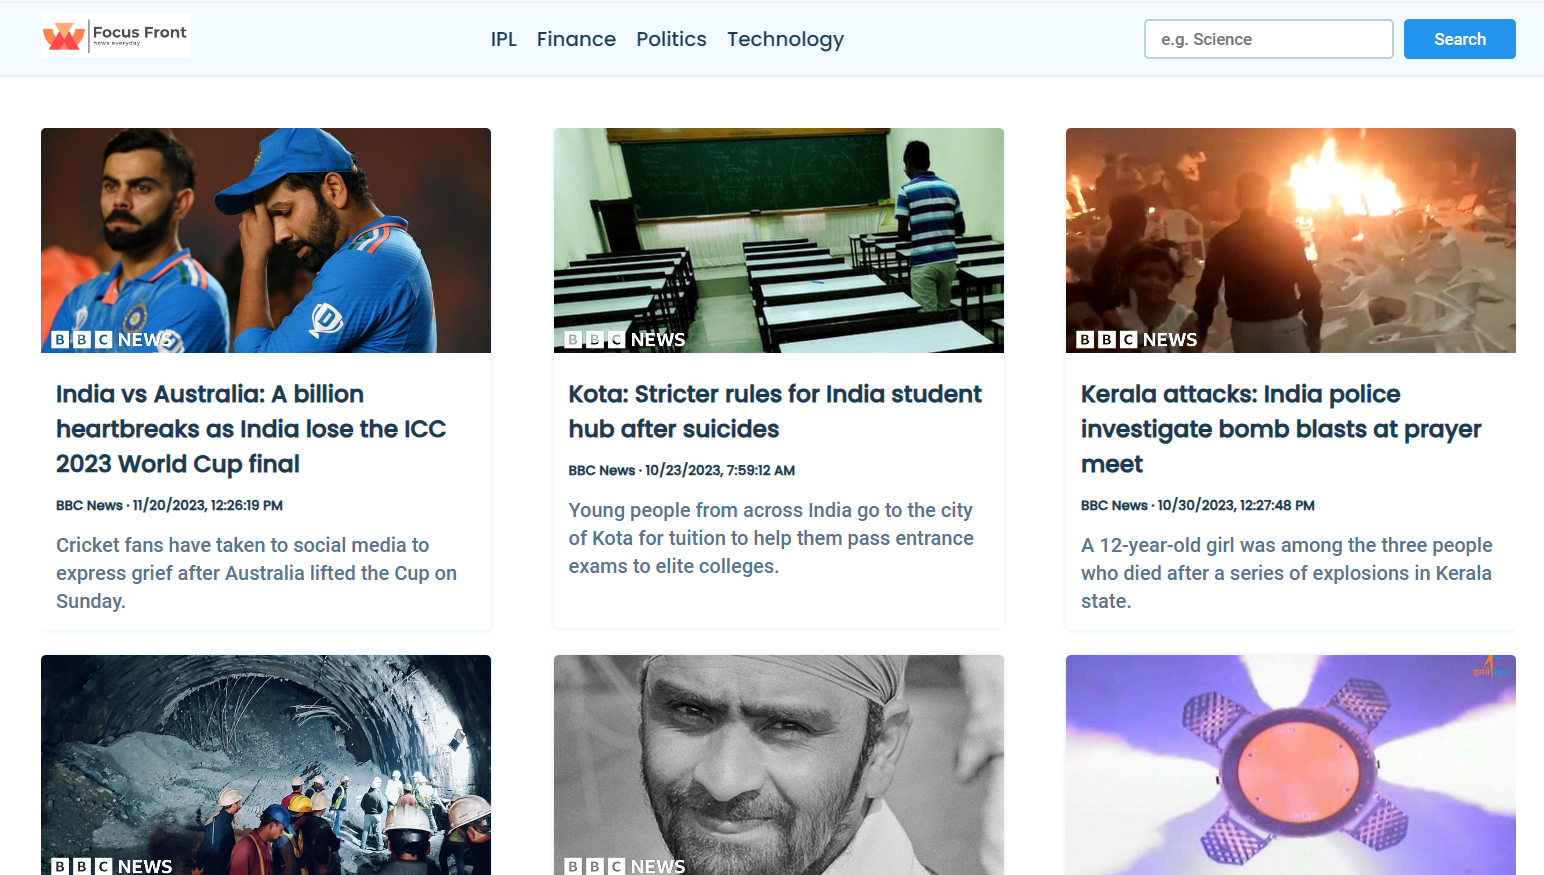 Focus Front
news everyday
IPL Finance Politics Technology
e.g. Science
Search
BBC NEWS
BBC NEWS
BBC NEWS
India vs Australia: A billion
heartbreaks as India lose the ICC
2023 World Cup final
BBC News · 11/20/2023, 12:26:19 PM
Cricket fans have taken to social media to
express grief after Australia lifted the Cup on
Sunday.
Kota: Stricter rules for India student
hub after suicides
BBC News · 10/23/2023, 7:59:12 AM
Young people from across India go to the city
of Kota for tuition to help them pass entrance
exams to elite colleges.
Kerala attacks: India police
investigate bomb blasts at prayer
meet
BBC News · 10/30/2023, 12:27:48 PM
A 12-year-old girl was among the three people
who died after a series of explosions in Kerala
state.
BBC NEWS
BBC NEWS